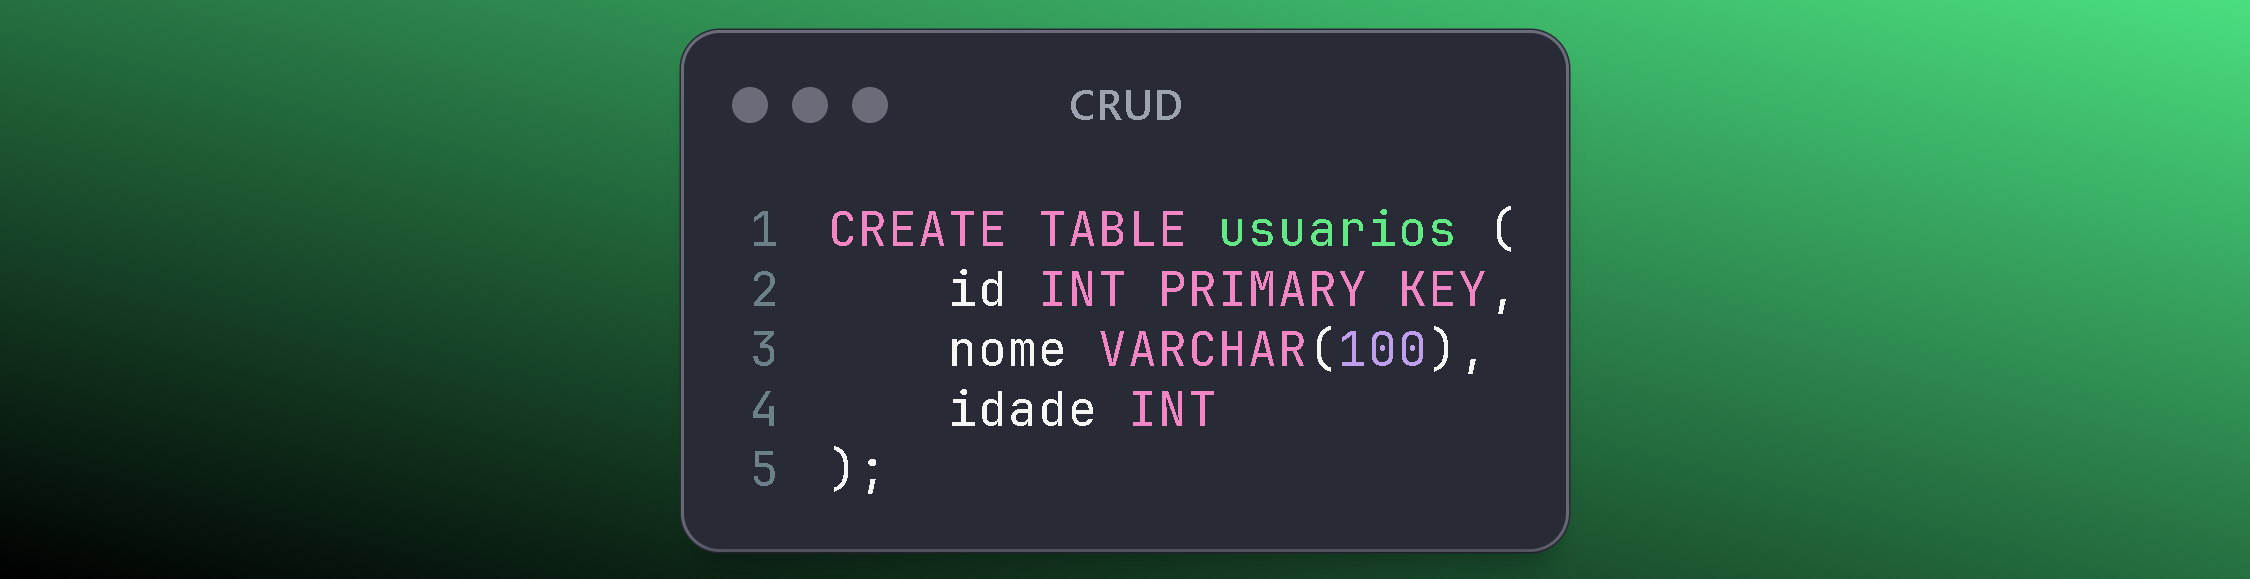 CRUD
1 CREATE TABLE usuarios (
2     id INT PRIMARY KEY,
3     nome VARCHAR(100),
4     idade INT
5 );